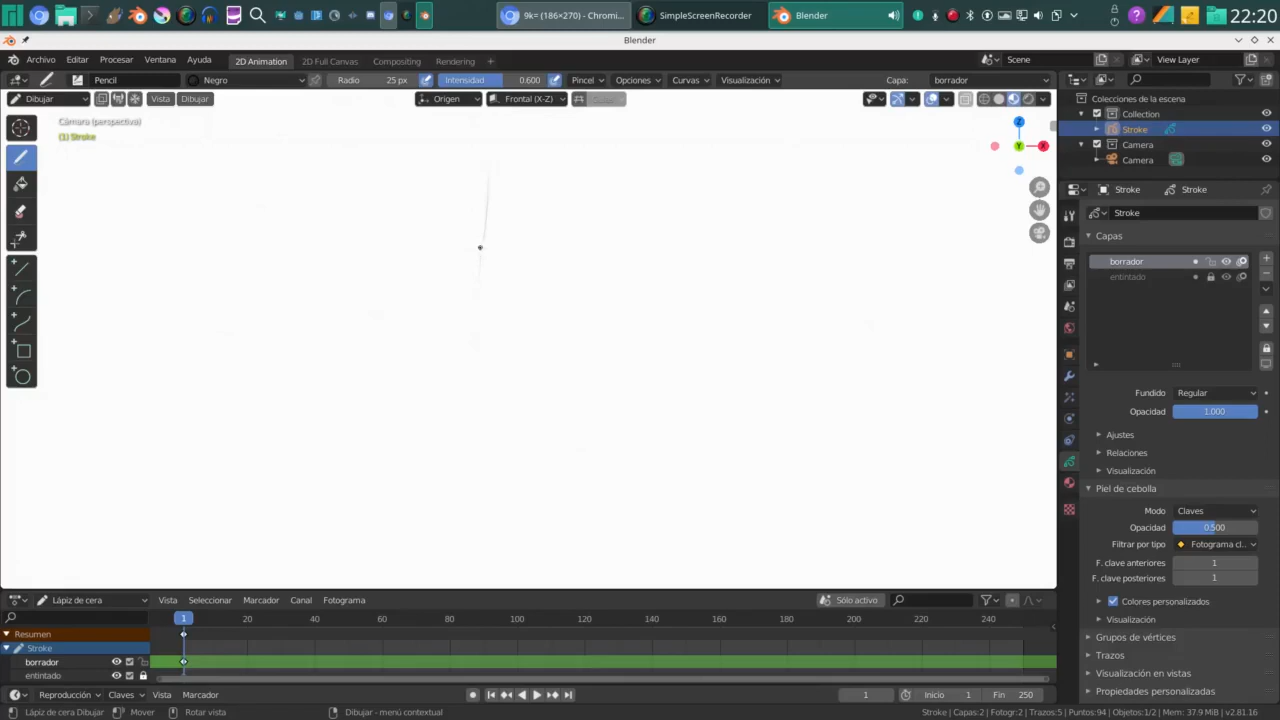 9k= (186×270) - Chromi...
SimpleScreenRecorder
Blender
22:20
Blender
Archivo Editar Procesar Ventana Ayuda
2D Animation 2D Full Canvas Compositing Rendering +
Scene
View Layer
Pencil
Negro
Radio 25 px
Intensidad 0.600
Pincel
Opciones
Curvas
Visualización
Capa: borrador
Dibujar
Vista Dibujar
Origen
Frontal (X-Z)
Colecciones de la escena
Collection
Stroke
Camera
Camera
Cámara (perspectiva)
(1) Stroke
Z
Y
X
Stroke
Stroke
Stroke
Capas
borrador
entintado
Fundido Regular
Opacidad 1.000
Ajustes
Relaciones
Visualización
Piel de cebolla
Modo Claves
Opacidad 0.500
Filtrar por tipo Fotograma cl...
F. clave anteriores 1
F. clave posteriores 1
Colores personalizados
Visualización
Grupos de vértices
Trazos
Visualización en vistas
Propiedades personalizadas
Lápiz de cera
Vista Seleccionar Marcador Canal Fotograma
Sólo activo
1 20 40 60 80 100 120 140 160 180 200 220 240
Resumen
Stroke
borrador
entintado
Reproducción Claves Vista Marcador
1
Inicio 1
Fin 250
Lápiz de cera Dibujar
Mover
Rotar vista
Dibujar - menú contextual
Stroke | Capas:2 | Fotogr:2 | Trazos:5 | Puntos:94 | Objetos:1/2 | Mem: 37.9 MiB | v2.81.16